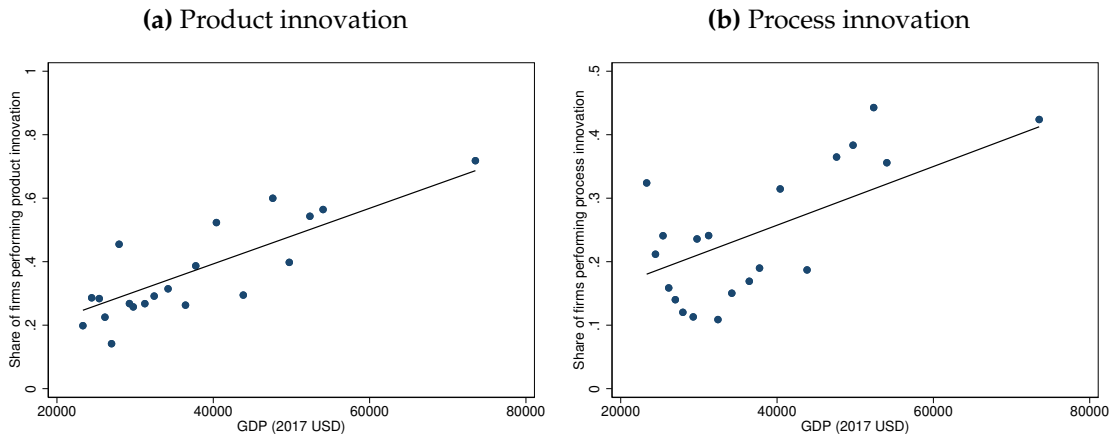 (a) Product innovation
Share of firms performing product innovation
1
.8
.6
.4
.2
0
20000 40000 60000 80000
GDP (2017 USD)
(b) Process innovation
Share of firms performing process innovation
.5
.4
.3
.2
.1
0
20000 40000 60000 80000
GDP (2017 USD)